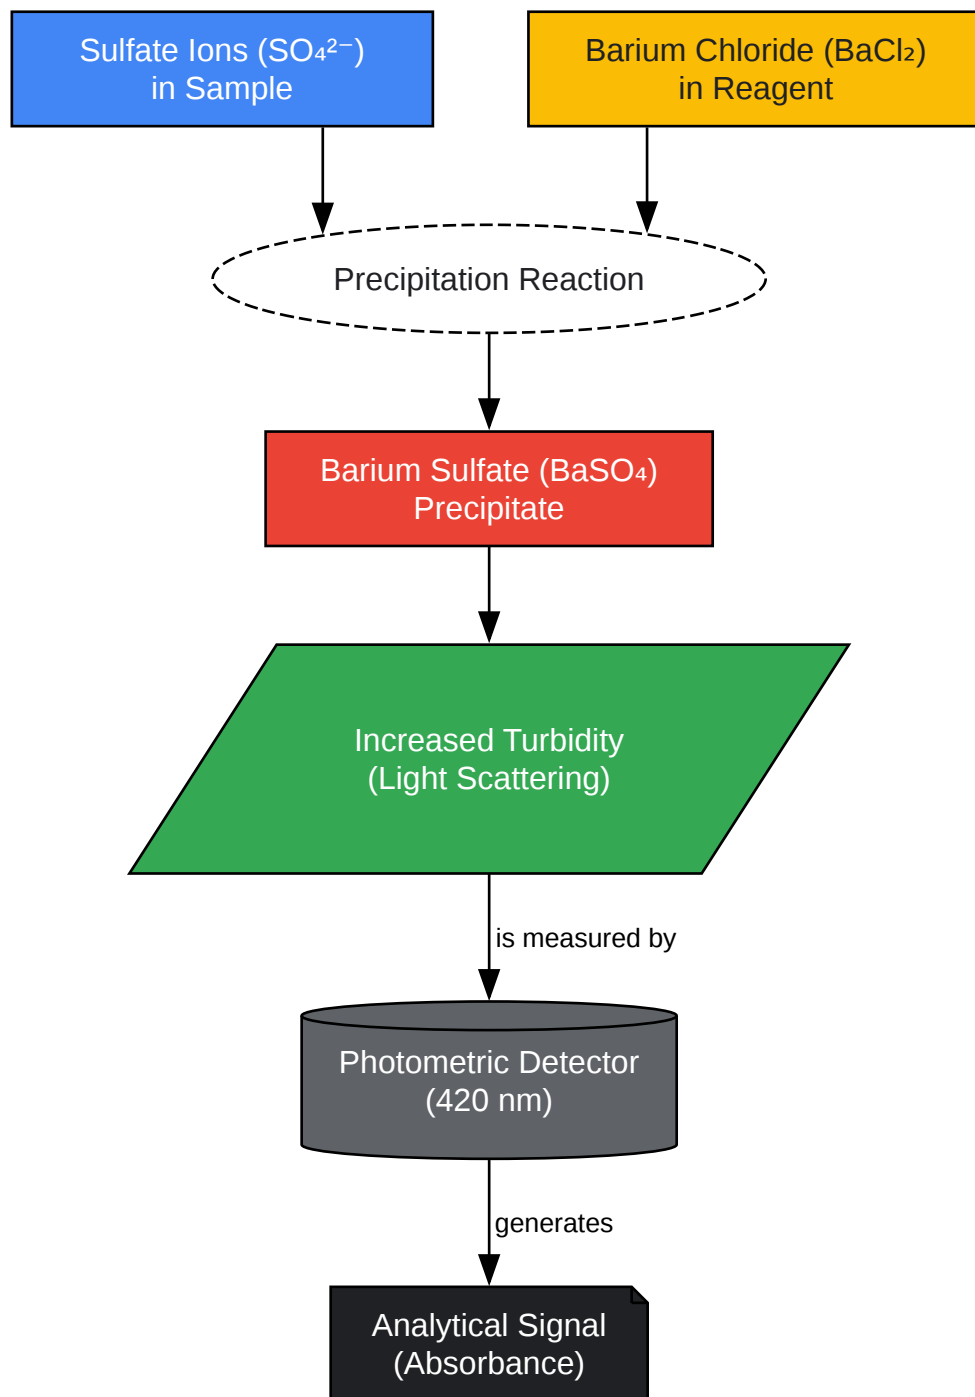 Sulfate Ions (SO₄²⁻)
in Sample
Barium Chloride (BaCl₂)
in Reagent
Precipitation Reaction
Barium Sulfate (BaSO₄)
Precipitate
Increased Turbidity
(Light Scattering)
is measured by
Photometric Detector
(420 nm)
generates
Analytical Signal
(Absorbance)